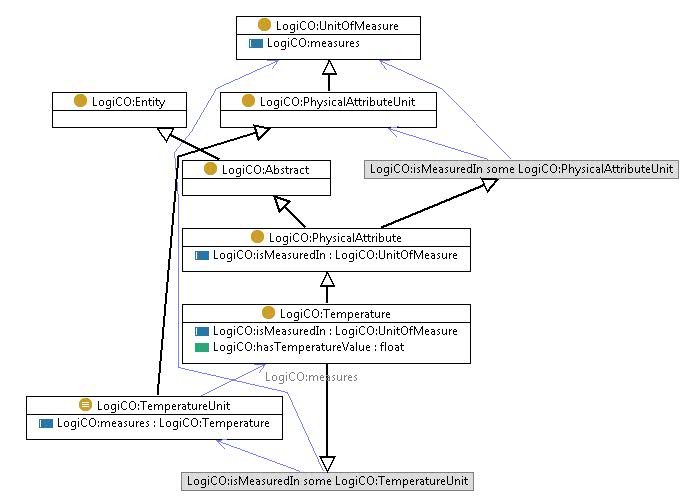 LogiCO:UnitOfMeasure
LogiCO:measures
LogiCO:Entity
LogiCO:PhysicalAttributeUnit
LogiCO:Abstract
LogiCO:isMeasuredIn some LogiCO:PhysicalAttributeUnit
LogiCO:PhysicalAttribute
LogiCO:isMeasuredIn : LogiCO:UnitOfMeasure
LogiCO:Temperature
LogiCO:isMeasuredIn : LogiCO:UnitOfMeasure
LogiCO:hasTemperatureValue : float
LogiCO:measures
LogiCO:TemperatureUnit
LogiCO:measures : LogiCO:Temperature
LogiCO:isMeasuredIn some LogiCO:TemperatureUnit